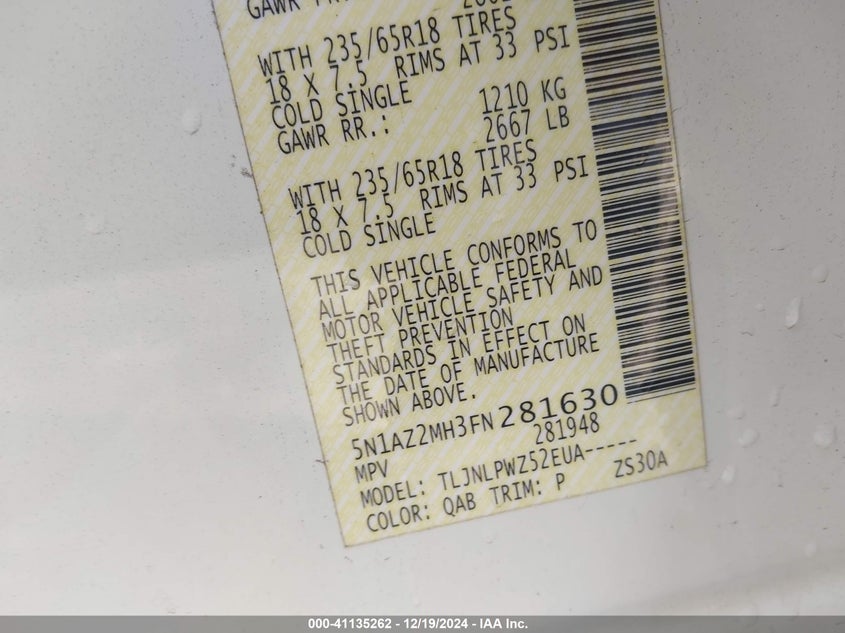 GAWR
WITH 235/65R18 TIRES
18 X 7.5 RIMS AT 33 PSI
COLD SINGLE
GAWR RR.: 1210 KG
2667 LB
WITH 235/65R18 TIRES
18 X 7.5 RIMS AT 33 PSI
COLD SINGLE
THIS VEHICLE CONFORMS TO
ALL APPLICABLE FEDERAL
MOTOR VEHICLE SAFETY AND
THEFT PREVENTION
STANDARDS IN EFFECT ON
THE DATE OF MANUFACTURE
SHOWN ABOVE.
5N1AZ2MH3FN281630
MPV 281948
MODEL: TLJNLPWZ52EUA-----
COLOR: QAB TRIM: P ZS30A
000-41135262 - 12/19/2024 - IAA Inc.